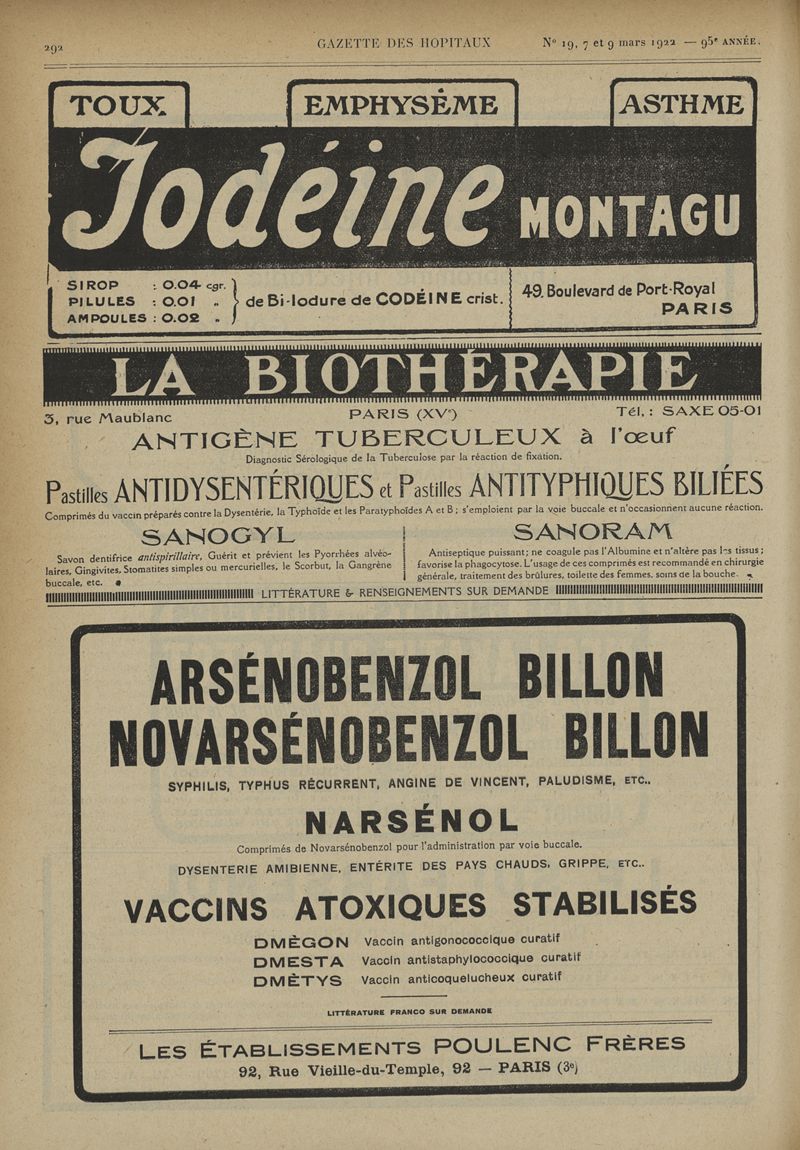 292
GAZETTE DES HOPITAUX
Nº 19, 7 et 9 mars 1922 — 95e ANNÉE.
TOUX
EMPHYSÈME
ASTHME
Iodéine MONTAGU
SIROP : 0.04 cgr.
PILULES : 0.01 "
AMPOULES : 0.02 "
de Bi-Iodure de CODÉINE crist.
49, Boulevard de Port-Royal
PARIS
LA BIOTHÉRAPIE
3, rue Maublanc
PARIS (XVe)
Tél. : SAXE 05-01
ANTIGÈNE TUBERCULEUX à l'œuf
Diagnostic Sérologique de la Tuberculose par la réaction de fixation.
Pastilles ANTIDYSENTÉRIQUES et Pastilles ANTITYPHIQUES BILIÉES
Comprimés du vaccin préparés contre la Dysentérie, la Typhoïde et les Paratyphoïdes A et B ; s'emploient par la voie buccale et n'occasionnent aucune réaction.
SANOGYL
Savon dentifrice antispirillaire, Guérit et prévient les Pyorrhées alvéo-
laires, Gingivites, Stomatites simples ou mercurielles, le Scorbut, la Gangrène
buccale, etc.
SANORAM
Antiseptique puissant ; ne coagule pas l'Albumine et n'altère pas les tissus ;
favorise la phagocytose. L'usage de ces comprimés est recommandé en chirurgie
générale, traitement des brûlures, toilette des femmes, soins de la bouche.
LITTÉRATURE & RENSEIGNEMENTS SUR DEMANDE
ARSÉNOBENZOL BILLON
NOVARSÉNOBENZOL BILLON
SYPHILIS, TYPHUS RÉCURRENT, ANGINE DE VINCENT, PALUDISME, ETC..
NARSÉNOL
Comprimés de Novarsénobenzol pour l'administration par voie buccale.
DYSENTERIE AMIBIENNE, ENTÉRITE DES PAYS CHAUDS, GRIPPE, ETC..
VACCINS ATOXIQUES STABILISÉS
DMÈGON Vaccin antigonococcique curatif
DMESTA Vaccin antistaphylococcique curatif
DMÈTYS Vaccin anticoquelucheux curatif
LITTÉRATURE FRANCO SUR DEMANDE
LES ÉTABLISSEMENTS POULENC FRÈRES
92, Rue Vieille-du-Temple, 92 — PARIS (3e)